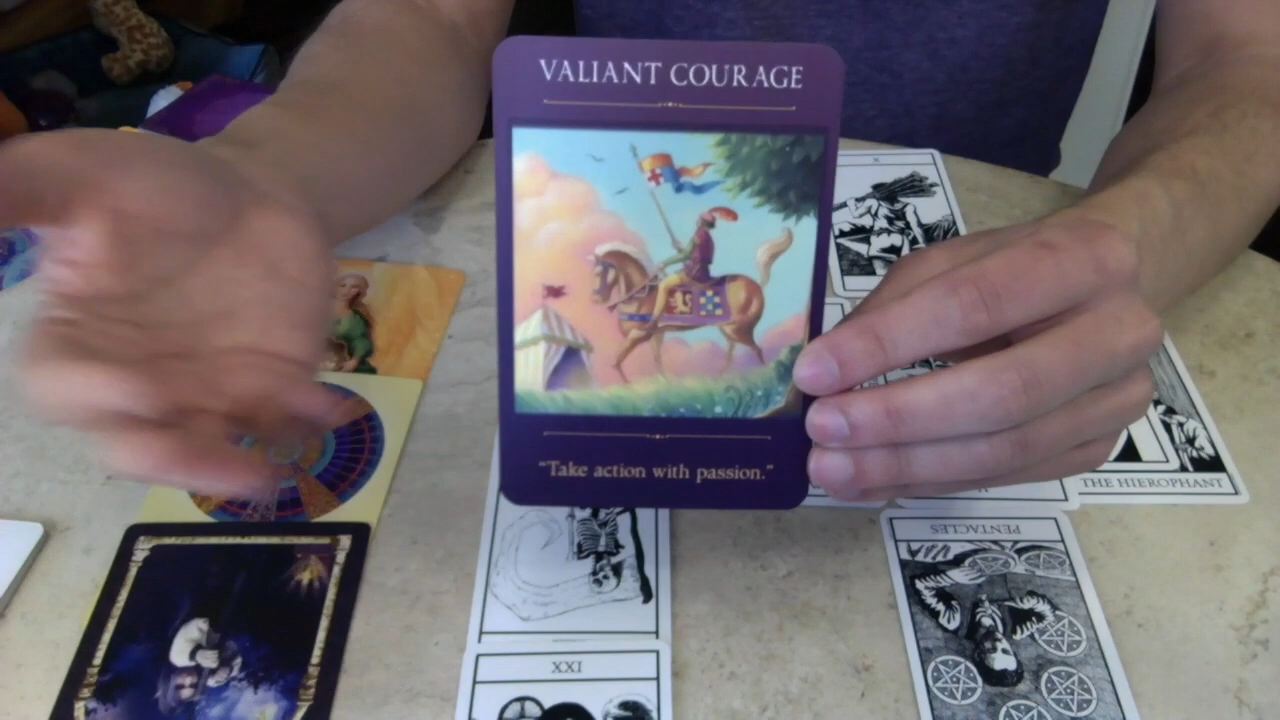 VALIANT COURAGE
"Take action with passion."
X
THE HIEROPHANT
PENTACLES
XXI